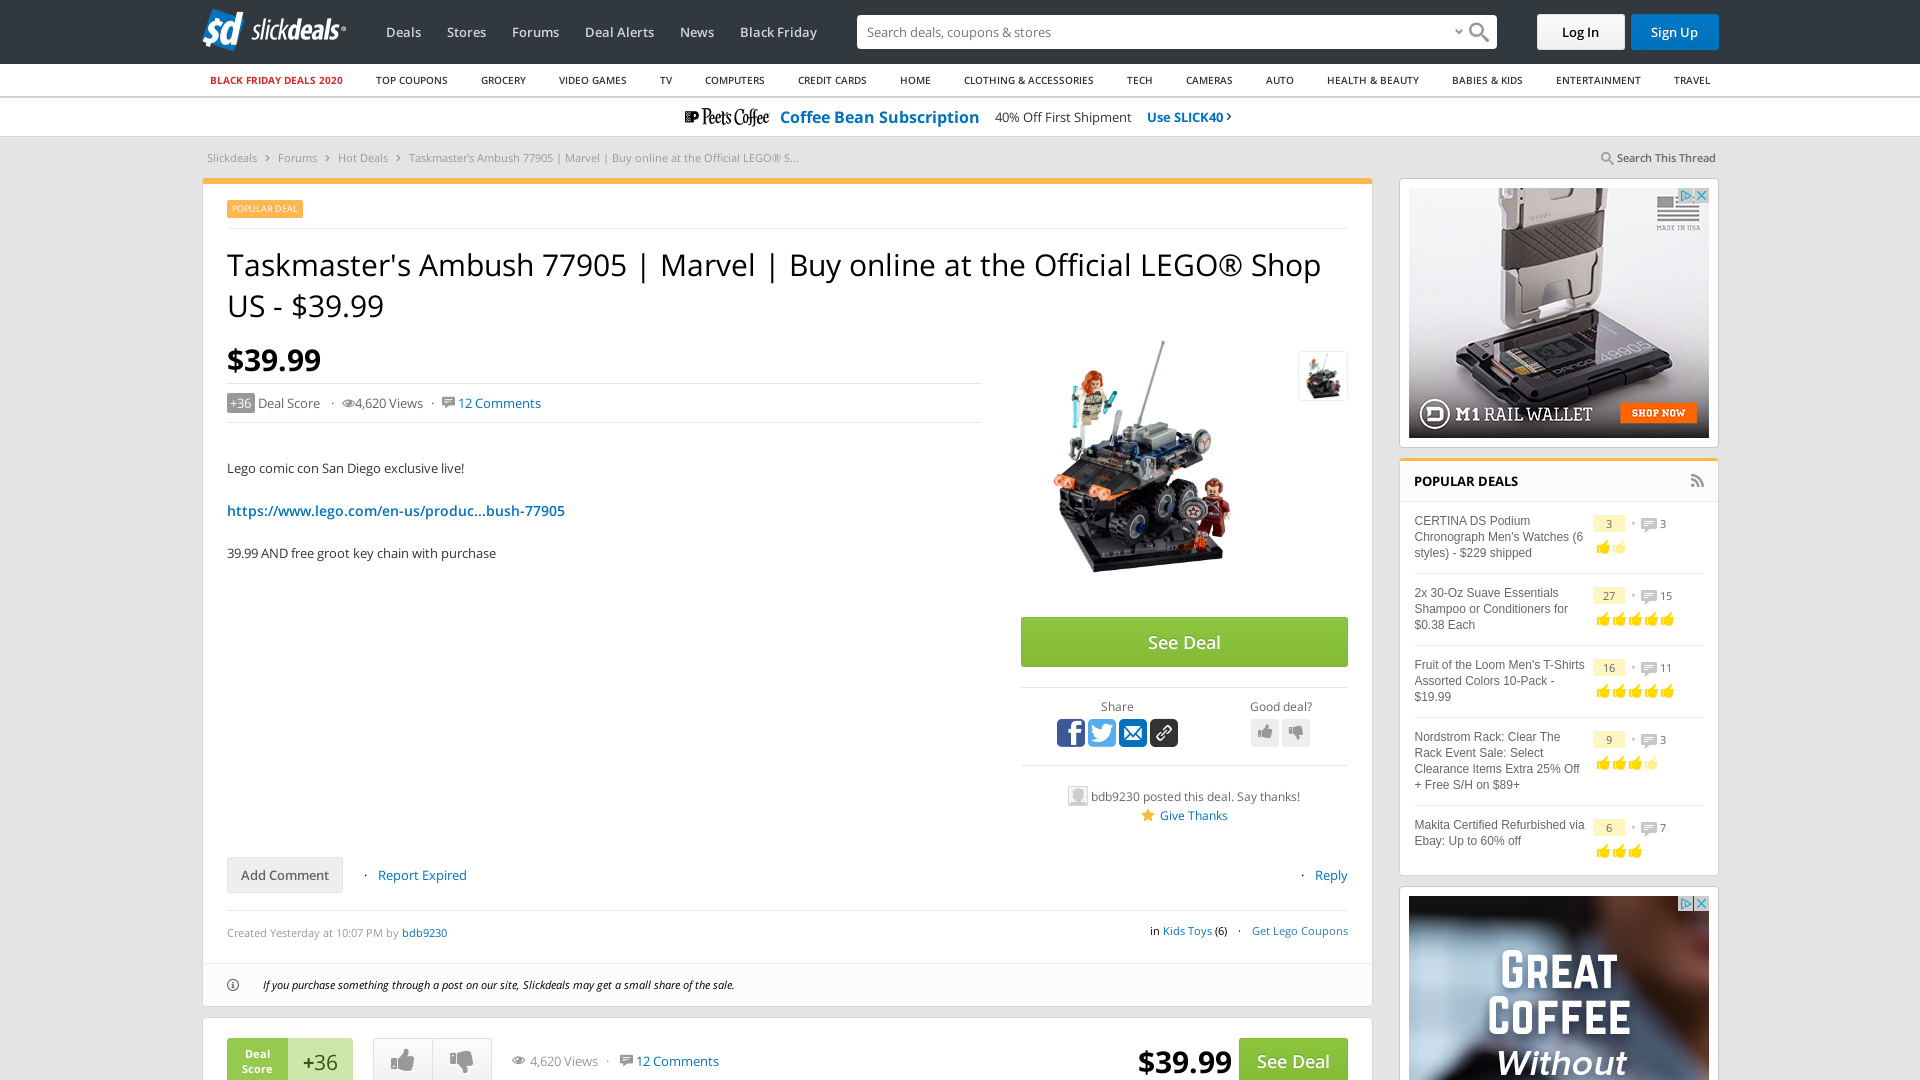 sd slickdeals
Deals Stores Forums Deal Alerts News Black Friday
Search deals, coupons & stores
Log In
Sign Up
BLACK FRIDAY DEALS 2020 TOP COUPONS GROCERY VIDEO GAMES TV COMPUTERS CREDIT CARDS HOME CLOTHING & ACCESSORIES TECH CAMERAS AUTO HEALTH & BEAUTY BABIES & KIDS ENTERTAINMENT TRAVEL
Peet's Coffee Coffee Bean Subscription 40% Off First Shipment Use SLICK40 ›
Slickdeals › Forums › Hot Deals › Taskmaster's Ambush 77905 | Marvel | Buy online at the Official LEGO® S...
Search This Thread
POPULAR DEAL
Taskmaster's Ambush 77905 | Marvel | Buy online at the Official LEGO® Shop
US - $39.99
$39.99
+36 Deal Score · 4,620 Views · 12 Comments
Lego comic con San Diego exclusive live!
https://www.lego.com/en-us/produc...bush-77905
39.99 AND free groot key chain with purchase
See Deal
Share
Good deal?
bdb9230 posted this deal. Say thanks!
Give Thanks
Add Comment · Report Expired
· Reply
Created Yesterday at 10:07 PM by bdb9230
in Kids Toys (6) · Get Lego Coupons
If you purchase something through a post on our site, Slickdeals may get a small share of the sale.
Deal
Score
+36
4,620 Views · 12 Comments
$39.99
See Deal
MADE IN USA
M1 RAIL WALLET
SHOP NOW
POPULAR DEALS
CERTINA DS Podium
Chronograph Men's Watches (6
styles) - $229 shipped
3 • 3
2x 30-Oz Suave Essentials
Shampoo or Conditioners for
$0.38 Each
27 • 15
Fruit of the Loom Men's T-Shirts
Assorted Colors 10-Pack -
$19.99
16 • 11
Nordstrom Rack: Clear The
Rack Event Sale: Select
Clearance Items Extra 25% Off
+ Free S/H on $89+
9 • 3
Makita Certified Refurbished via
Ebay: Up to 60% off
6 • 7
GREAT
COFFEE
Without